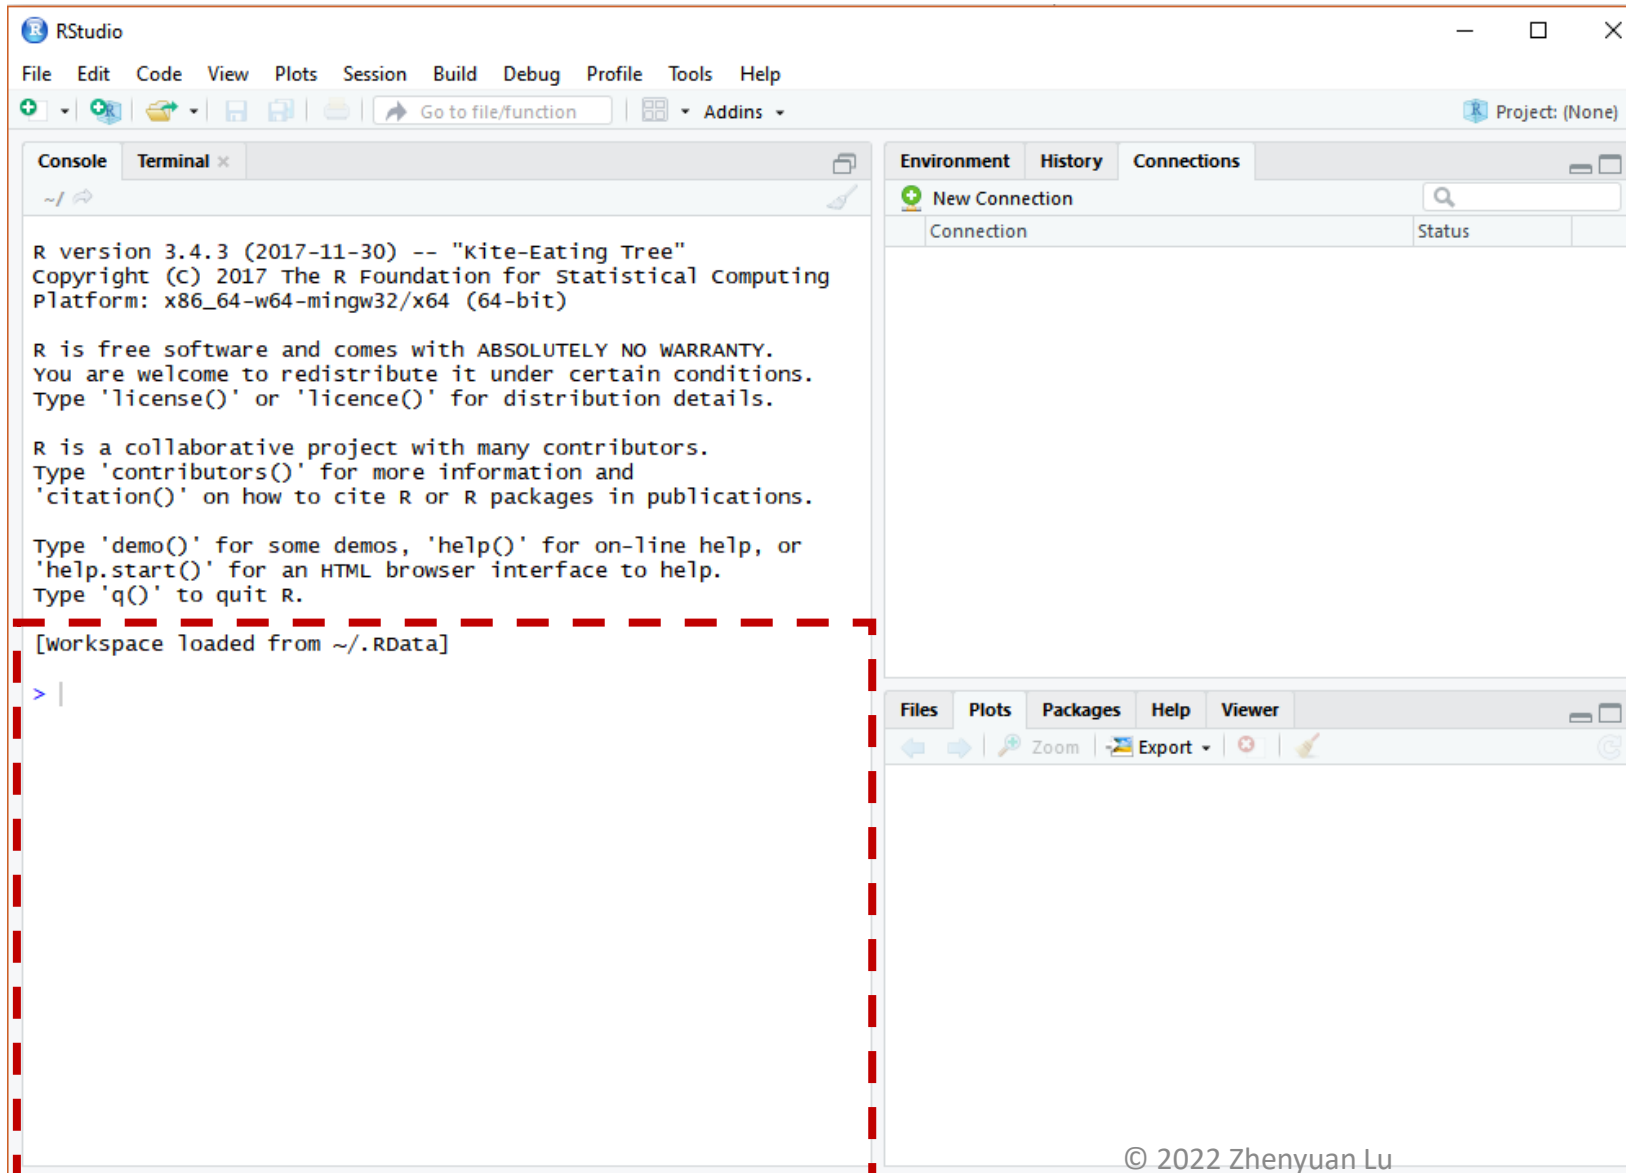 RStudio
File Edit Code View Plots Session Build Debug Profile Tools Help
Go to file/function Addins Project: (None)
Console Terminal
~/
R version 3.4.3 (2017-11-30) -- "Kite-Eating Tree"
Copyright (C) 2017 The R Foundation for Statistical Computing
Platform: x86_64-w64-mingw32/x64 (64-bit)
R is free software and comes with ABSOLUTELY NO WARRANTY.
You are welcome to redistribute it under certain conditions.
Type 'license()' or 'licence()' for distribution details.
R is a collaborative project with many contributors.
Type 'contributors()' for more information and
'citation()' on how to cite R or R packages in publications.
Type 'demo()' for some demos, 'help()' for on-line help, or
'help.start()' for an HTML browser interface to help.
Type 'q()' to quit R.
[Workspace loaded from ~/.RData]
>
Environment History Connections
New Connection
Connection Status
Files Plots Packages Help Viewer
Zoom Export
© 2022 Zhenyuan Lu